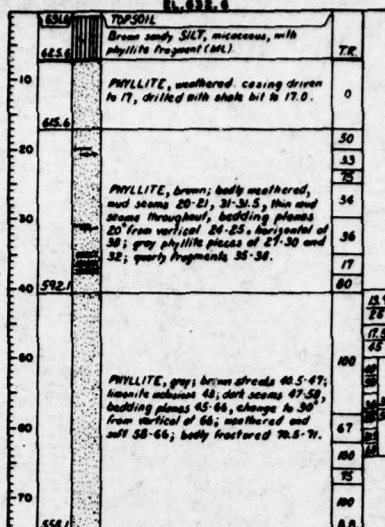 EL.632.6
631.6
TOPSOIL
Brown sandy SILT, micaceous, with
phyllite fragment (ML).
625.6
T.R.
10
PHYLLITE, weathered. casing driven
to 17, drilled with shale bit to 17.0.
0
615.6
20
50
33
75
PHYLLITE, brown; badly weathered,
mud seams 20-21, 31-31.5, thin mud
seams throughout, bedding planes
20° from vertical 24-25, horizontal at
38; gray phyllite pieces at 29-30 and
32; quartz fragments 35-38.
34
30
36
17
40
592.1
80
50
100
PHYLLITE, gray; brown streaks 40.5-47;
limonite inclusions 48; dark seams 47-58,
bedding planes 45-66, change to 30°
from vertical at 66; weathered and
soft 58-66; badly fractured 70.5-71.
60
67
100
75
70
100
558.1